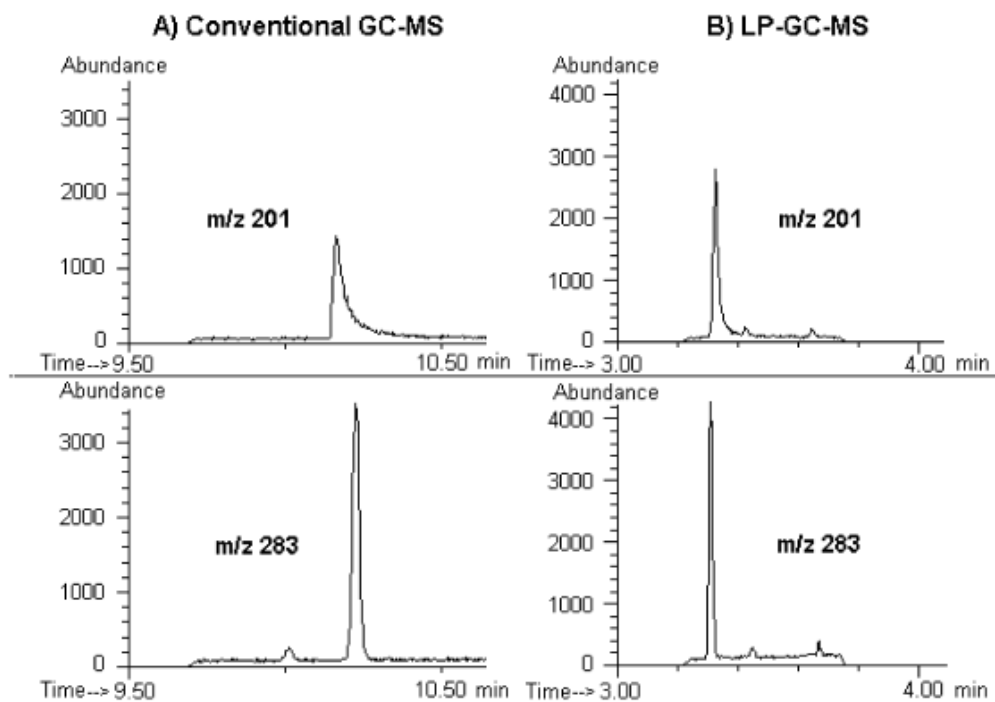 A) Conventional GC-MS
B) LP-GC-MS
Abundance
3000
2000
1000
0
m/z 201
Time-->9.50
10.50 min
Abundance
4000
3000
2000
1000
0
m/z 201
Time--> 3.00
4.00 min
Abundance
3000
2000
1000
0
m/z 283
Time-->9.50
10.50 min
Abundance
4000
3000
2000
1000
0
m/z 283
Time--> 3.00
4.00 min